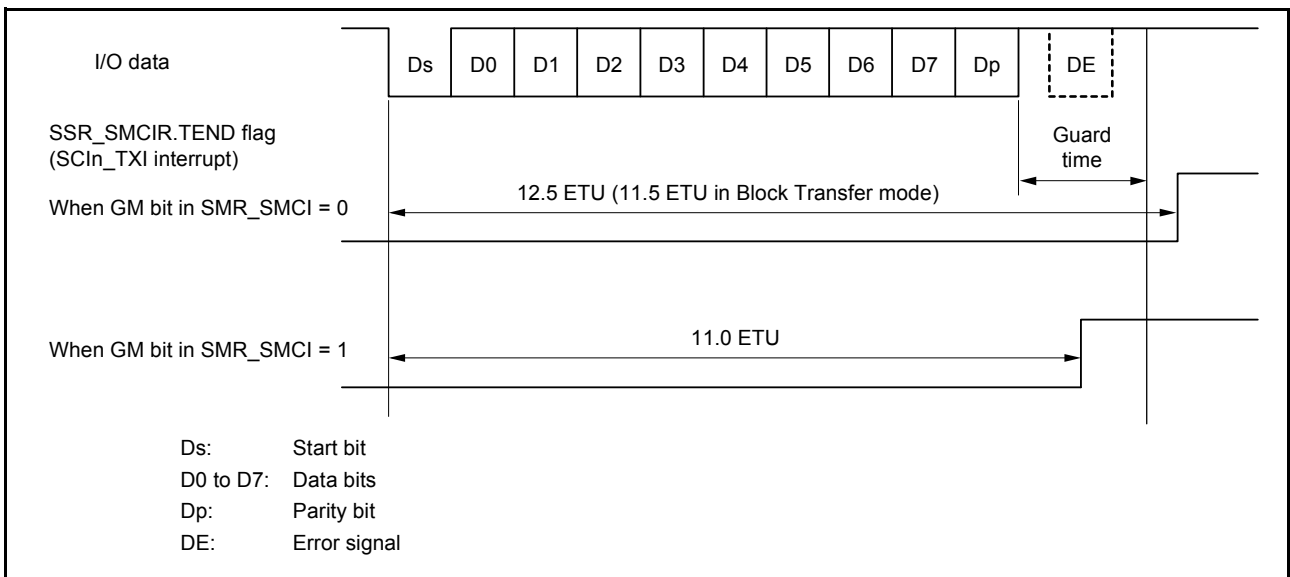 I/O data
Ds D0 D1 D2 D3 D4 D5 D6 D7 Dp DE
SSR_SMCIR.TEND flag
(SCIn_TXI interrupt)
Guard
time
When GM bit in SMR_SMCI = 0
12.5 ETU (11.5 ETU in Block Transfer mode)
When GM bit in SMR_SMCI = 1
11.0 ETU
Ds: Start bit
D0 to D7: Data bits
Dp: Parity bit
DE: Error signal